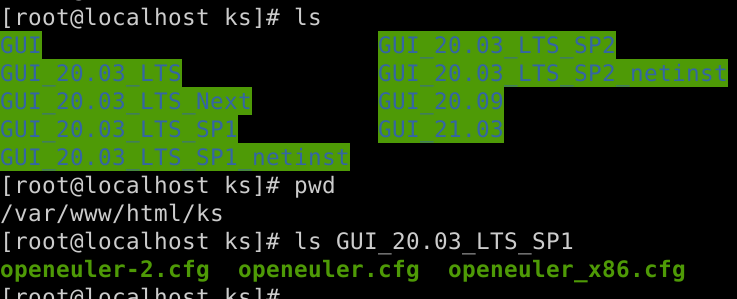 [root@localhost ks]# ls
GUI GUI_20.03_LTS_SP2
GUI_20.03_LTS GUI_20.03_LTS_SP2_netinst
GUI_20.03_LTS_Next GUI_20.09
GUI_20.03_LTS_SP1 GUI_21.03
GUI_20.03_LTS_SP1_netinst
[root@localhost ks]# pwd
/var/www/html/ks
[root@localhost ks]# ls GUI_20.03_LTS_SP1
openeuler-2.cfg openeuler.cfg openeuler_x86.cfg
[root@localhost ks]#